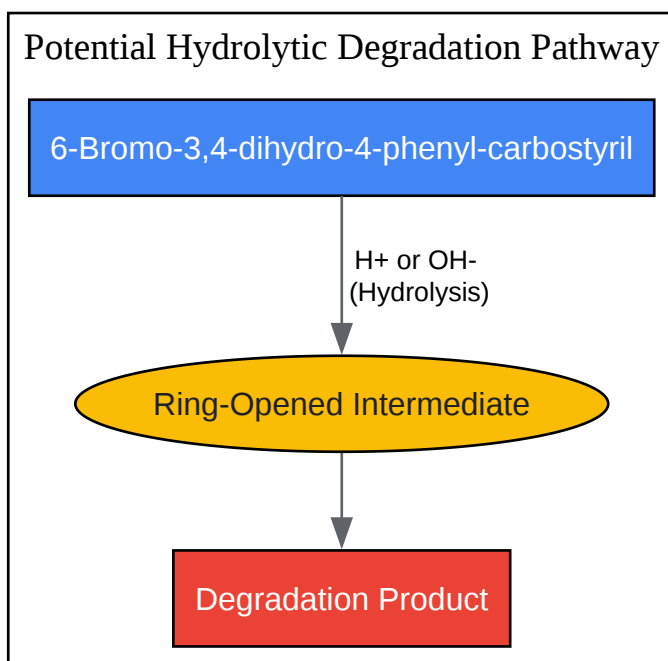 Potential Hydrolytic Degradation Pathway
6-Bromo-3,4-dihydro-4-phenyl-carbostyril
H+ or OH-
(Hydrolysis)
Ring-Opened Intermediate
Degradation Product